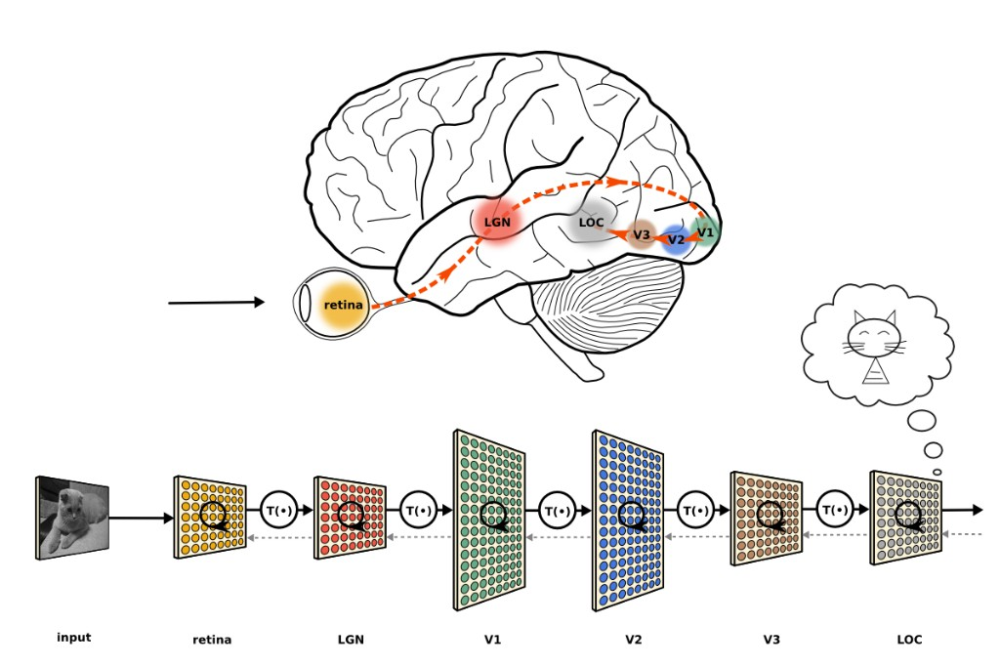 LGN
LOC
V3
V2
V1
retina
T(•)
T(•)
T(•)
T(•)
T(•)
input
retina
LGN
V1
V2
V3
LOC